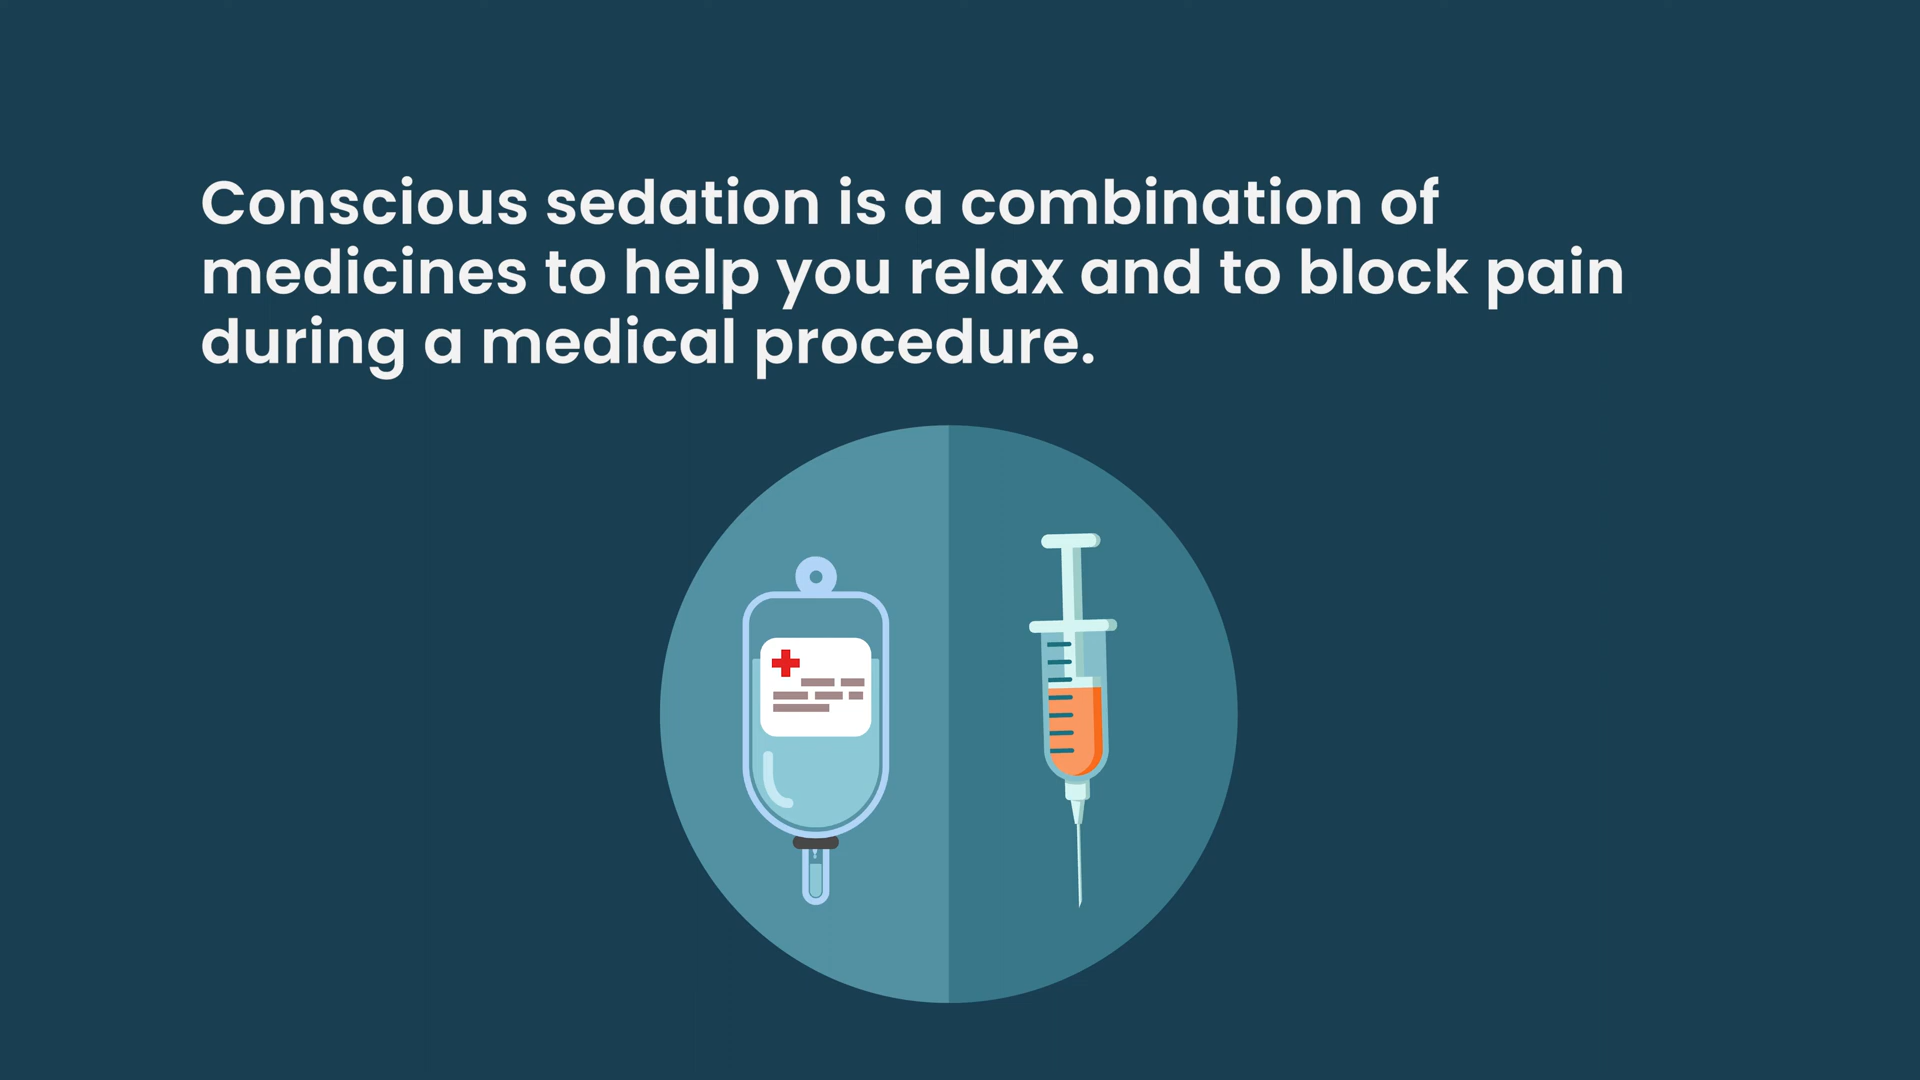 Conscious sedation is a combination of
medicines to help you relax and to block pain
during a medical procedure.